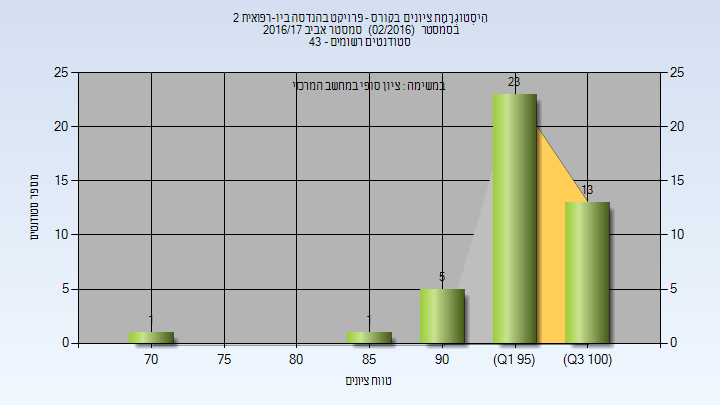 היסטוגרמת ציונים בקורס - פרויקט בהנדסה ביו-רפואית 2
בסמסטר (02/2016) סמסטר אביב 2016/17
סטודנטים רשומים - 43
במשימה : ציון סופי במחשב המרכזי
25
20
15
10
5
0
25
20
15
10
5
0
1
1
5
23
13
מספר סטודנטים
70
75
80
85
90
(Q1 95)
(Q3 100)
טווח ציונים